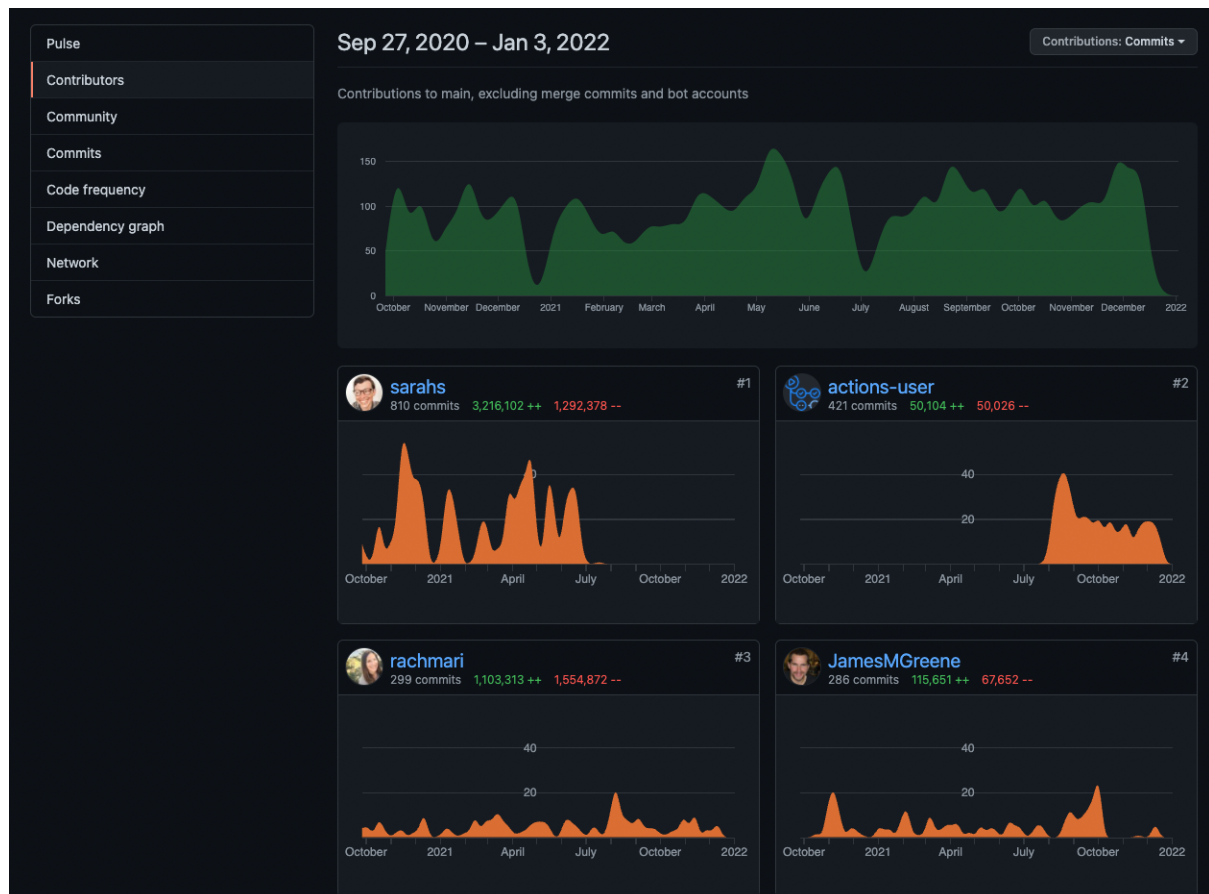 Pulse
Contributors
Community
Commits
Code frequency
Dependency graph
Network
Forks
Sep 27, 2020 – Jan 3, 2022
Contributions: Commits
Contributions to main, excluding merge commits and bot accounts
150
100
50
0
October November December 2021 February March April May June July August September October November December 2022
sarahs #1
810 commits 3,216,102 ++ 1,292,378 --
0
October 2021 April July October 2022
actions-user #2
421 commits 50,104 ++ 50,026 --
40
20
October 2021 April July October 2022
rachmari #3
299 commits 1,103,313 ++ 1,554,872 --
40
20
October 2021 April July October 2022
JamesMGreene #4
286 commits 115,651 ++ 67,652 --
40
20
October 2021 April July October 2022